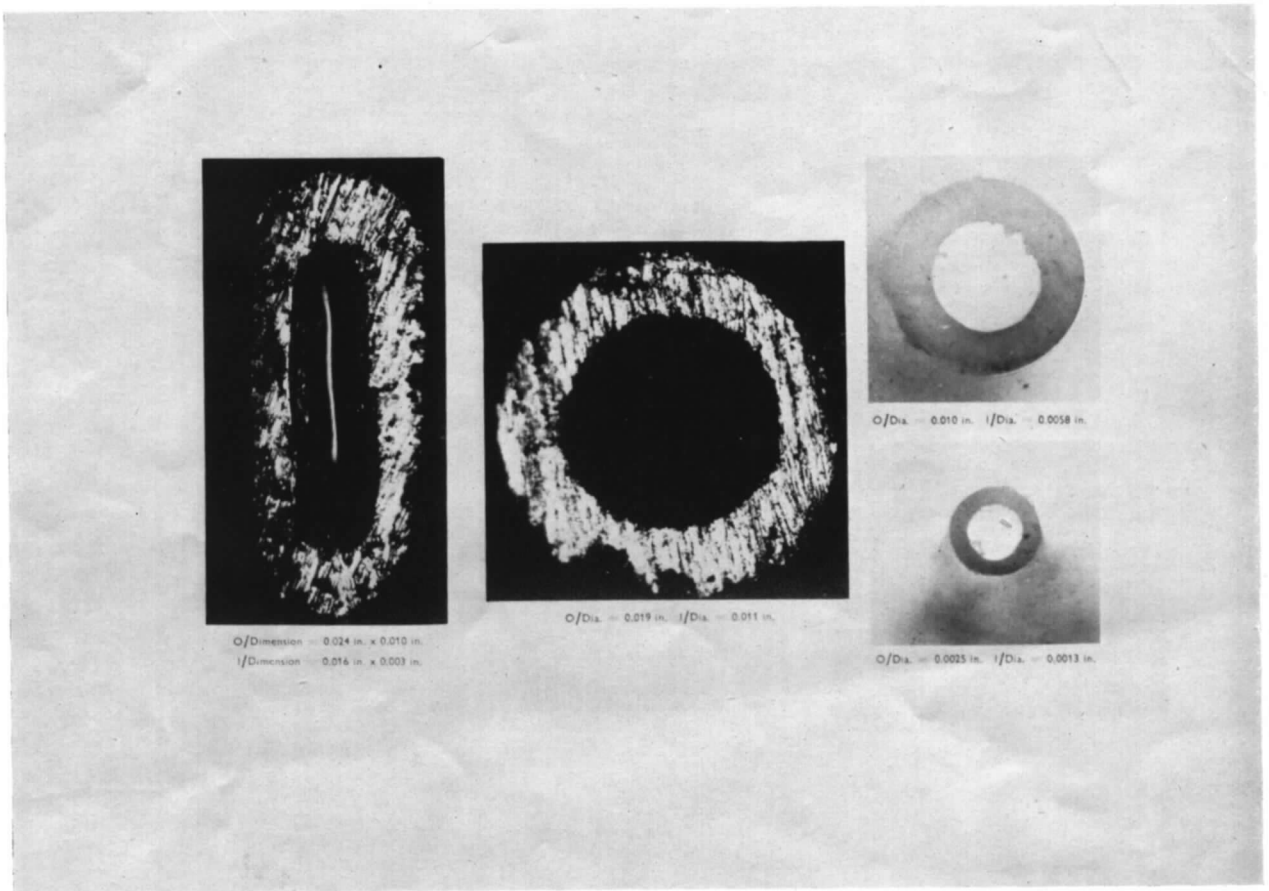 O/Dimension = 0.024 in. x 0.010 in.
I/Dimension = 0.016 in. x 0.003 in.
O/Dia. = 0.019 in. I/Dia. = 0.011 in.
O/Dia. = 0.010 in. I/Dia. = 0.0058 in.
O/Dia. = 0.0025 in. I/Dia. = 0.0013 in.